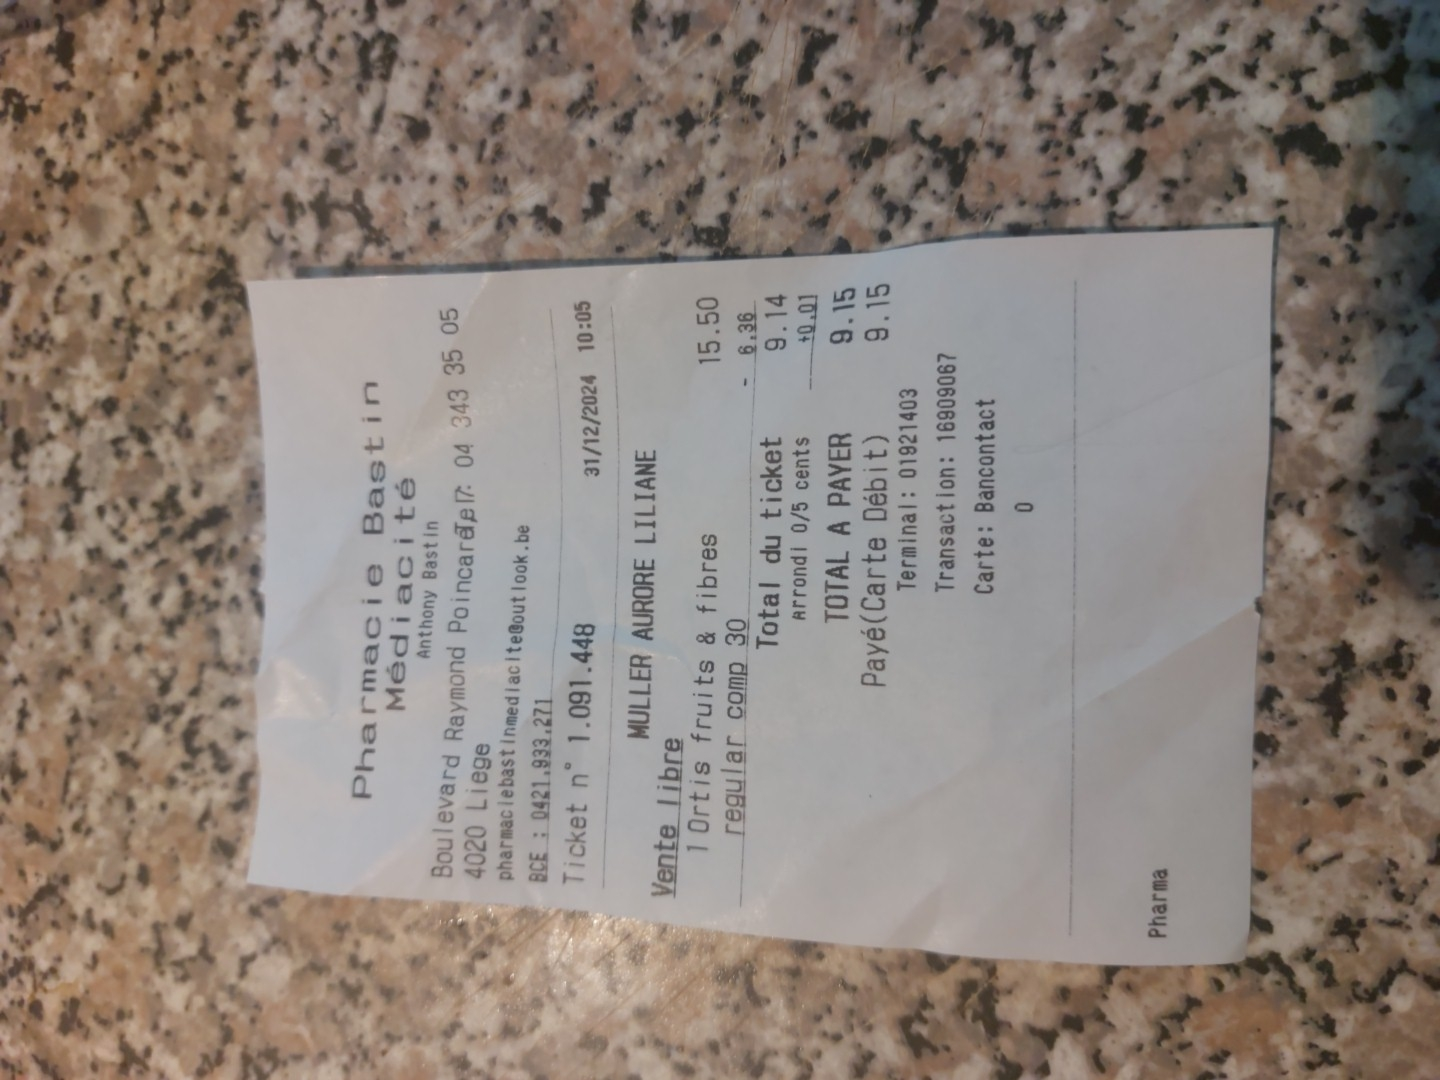 Pharmacie Bastin
Médiacité
Anthony Bastin
Boulevard Raymond Poincaré 7 Tel: 04 343 35 05
4020 Liege
pharmaciebastinmediacite@outlook.be
BCE : 0421.933.271
Ticket n° 1.091.448 31/12/2024 10:05
MULLER AURORE LILIANE
Vente libre
1 Ortis fruits & fibres 15.50
regular comp 30 - 6.36
Total du ticket 9.14
Arrondi 0/5 cents +0.01
TOTAL A PAYER 9.15
Payé(Carte Débit) 9.15
Terminal: 01921403
Transaction: 16909067
Carte: Bancontact
0
Pharma